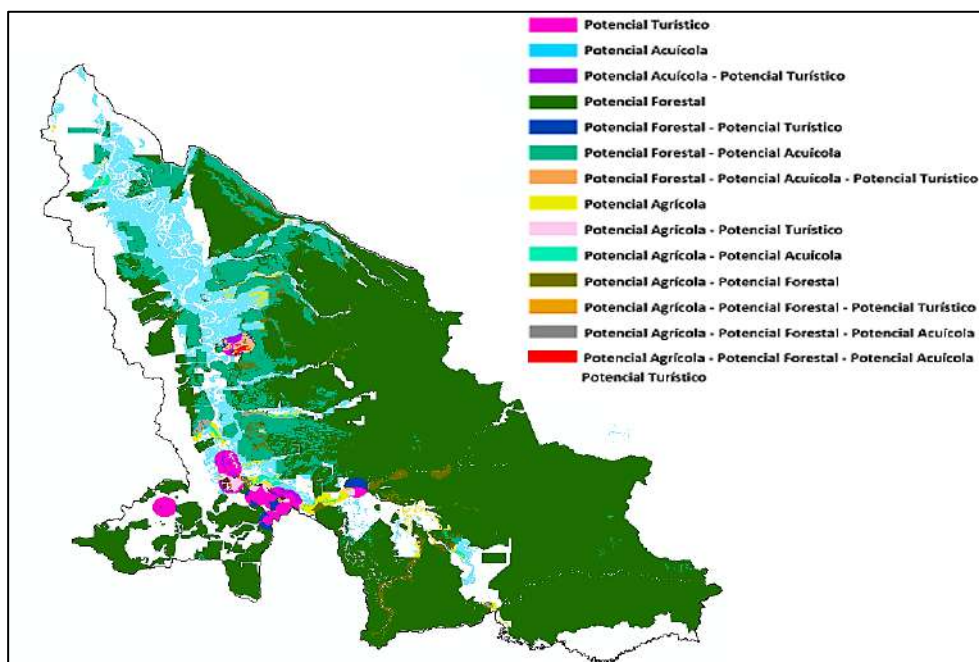 Potencial Turístico
Potencial Acuícola
Potencial Acuícola - Potencial Turístico
Potencial Forestal
Potencial Forestal - Potencial Turístico
Potencial Forestal - Potencial Acuícola
Potencial Forestal - Potencial Acuícola - Potencial Turístico
Potencial Agrícola
Potencial Agrícola - Potencial Turístico
Potencial Agrícola - Potencial Acuícola
Potencial Agrícola - Potencial Forestal
Potencial Agrícola - Potencial Forestal - Potencial Turístico
Potencial Agrícola - Potencial Forestal - Potencial Acuícola
Potencial Agrícola - Potencial Forestal - Potencial Acuícola
Potencial Turístico